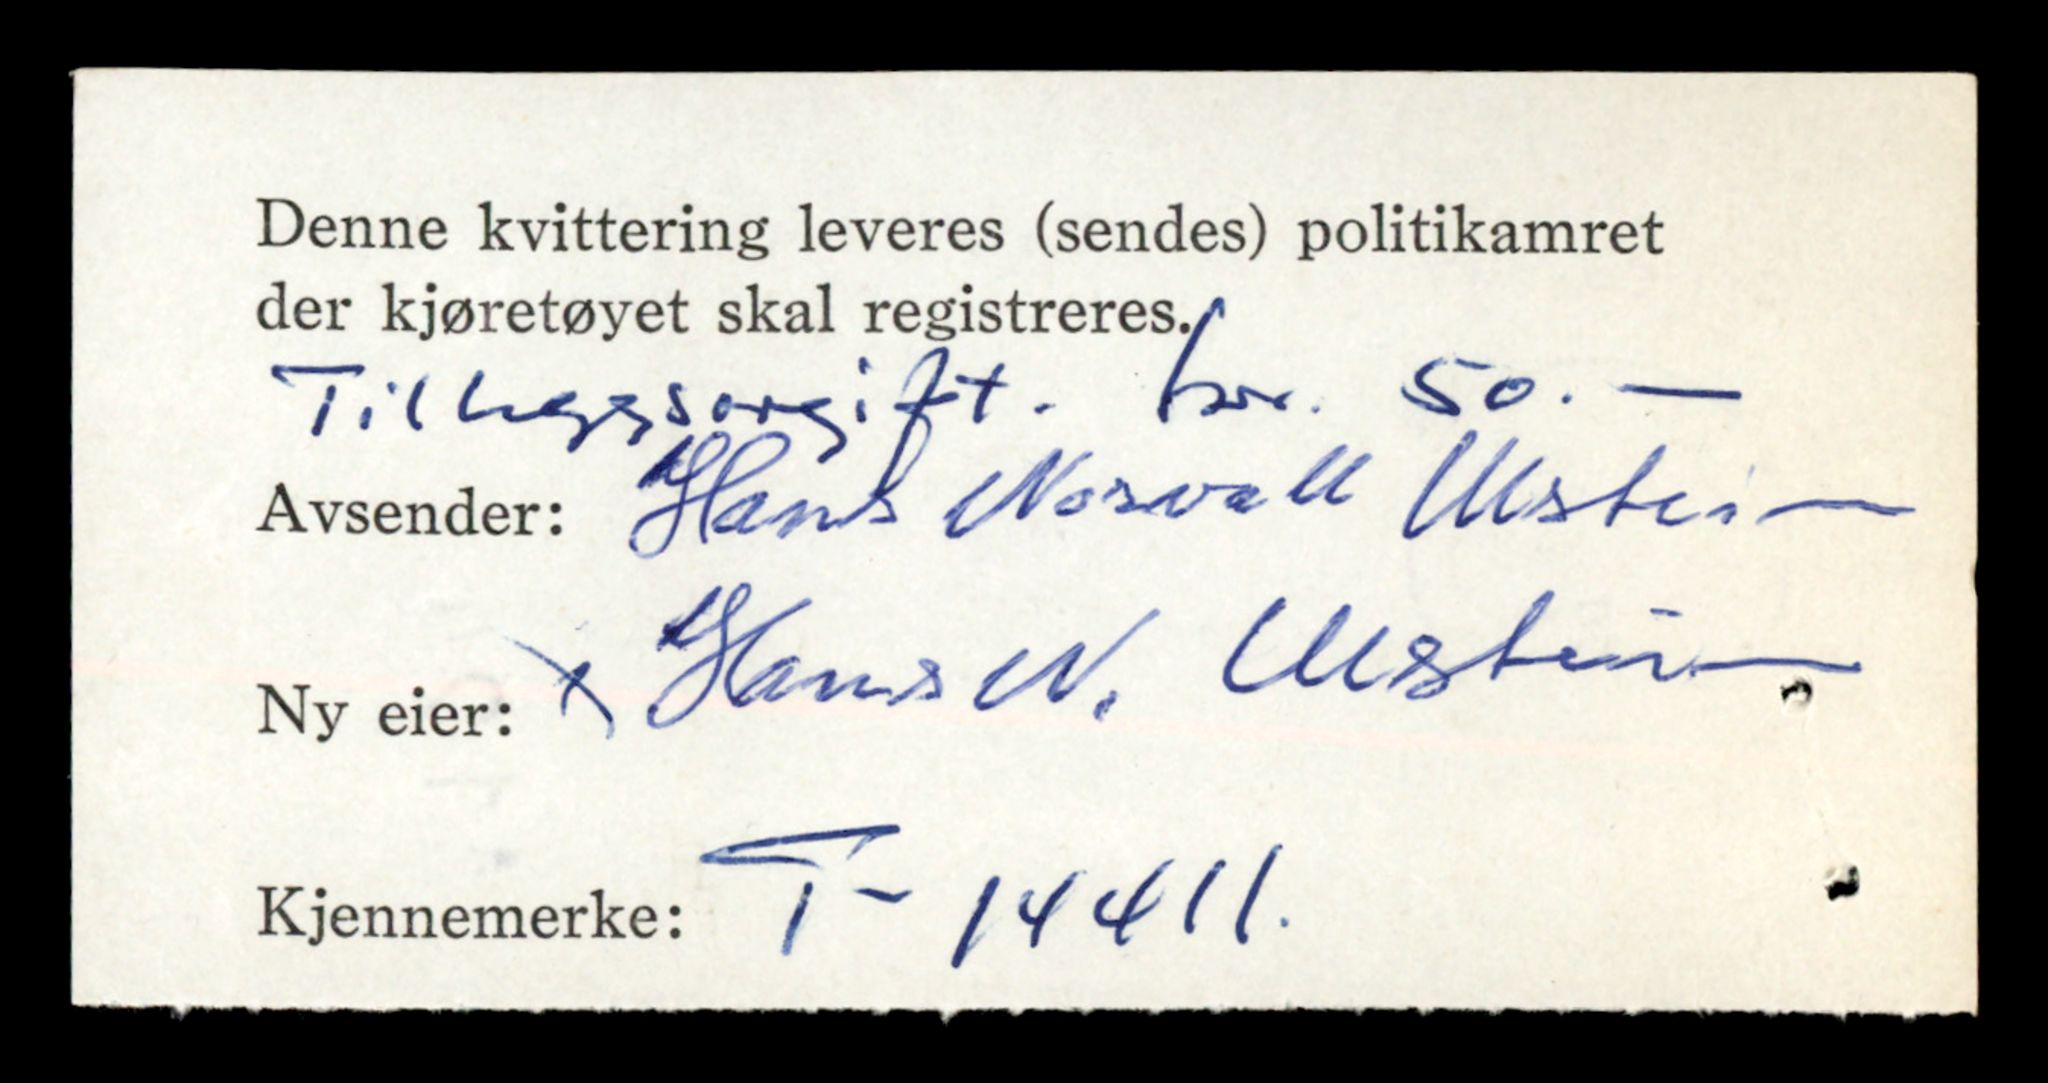 Denne kvittering leveres (sendes) politikamret
der kjøretøyet skal registreres.
Tilleggsavgift. kr. 50.—
Avsender: Hans Norvall Ulstein
Ny eier: x Hans N. Ulstein
Kjennemerke: T- 14411.